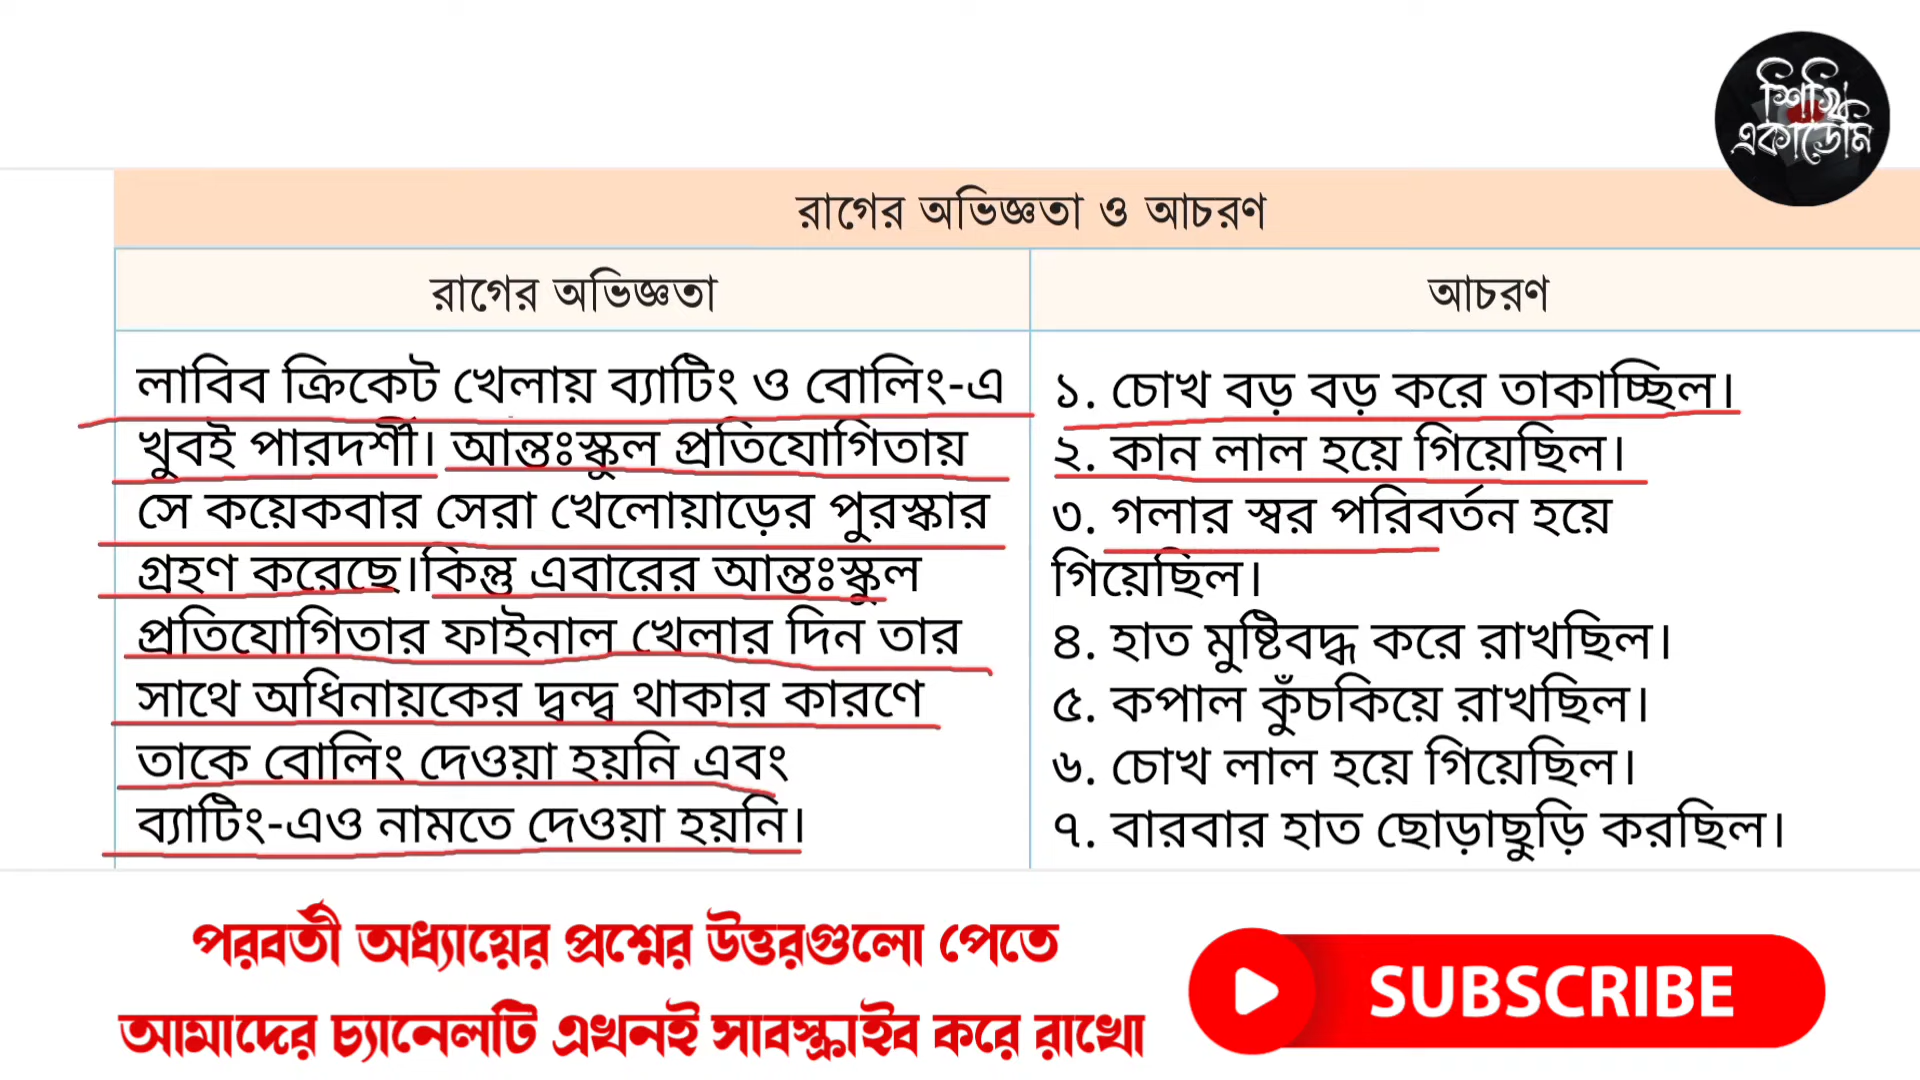 শিখি
একাডেমি
রাগের অভিজ্ঞতা ও আচরণ
রাগের অভিজ্ঞতা
আচরণ
লাবিব ক্রিকেট খেলায় ব্যাটিং ও বোলিং-এ
খুবই পারদর্শী। আন্তঃস্কুল প্রতিযোগিতায়
সে কয়েকবার সেরা খেলোয়াড়ের পুরস্কার
গ্রহণ করেছে।কিন্তু এবারের আন্তঃস্কুল
প্রতিযোগিতার ফাইনাল খেলার দিন তার
সাথে অধিনায়কের দ্বন্দ্ব থাকার কারণে
তাকে বোলিং দেওয়া হয়নি এবং
ব্যাটিং-এও নামতে দেওয়া হয়নি।
১. চোখ বড় বড় করে তাকাচ্ছিল।
২. কান লাল হয়ে গিয়েছিল।
৩. গলার স্বর পরিবর্তন হয়ে
গিয়েছিল।
৪. হাত মুষ্টিবদ্ধ করে রাখছিল।
৫. কপাল কুঁচকিয়ে রাখছিল।
৬. চোখ লাল হয়ে গিয়েছিল।
৭. বারবার হাত ছোড়াছুড়ি করছিল।
পরবর্তী অধ্যায়ের প্রশ্নের উত্তরগুলো পেতে
আমাদের চ্যানেলটি এখনই সাবস্ক্রাইব করে রাখো
SUBSCRIBE